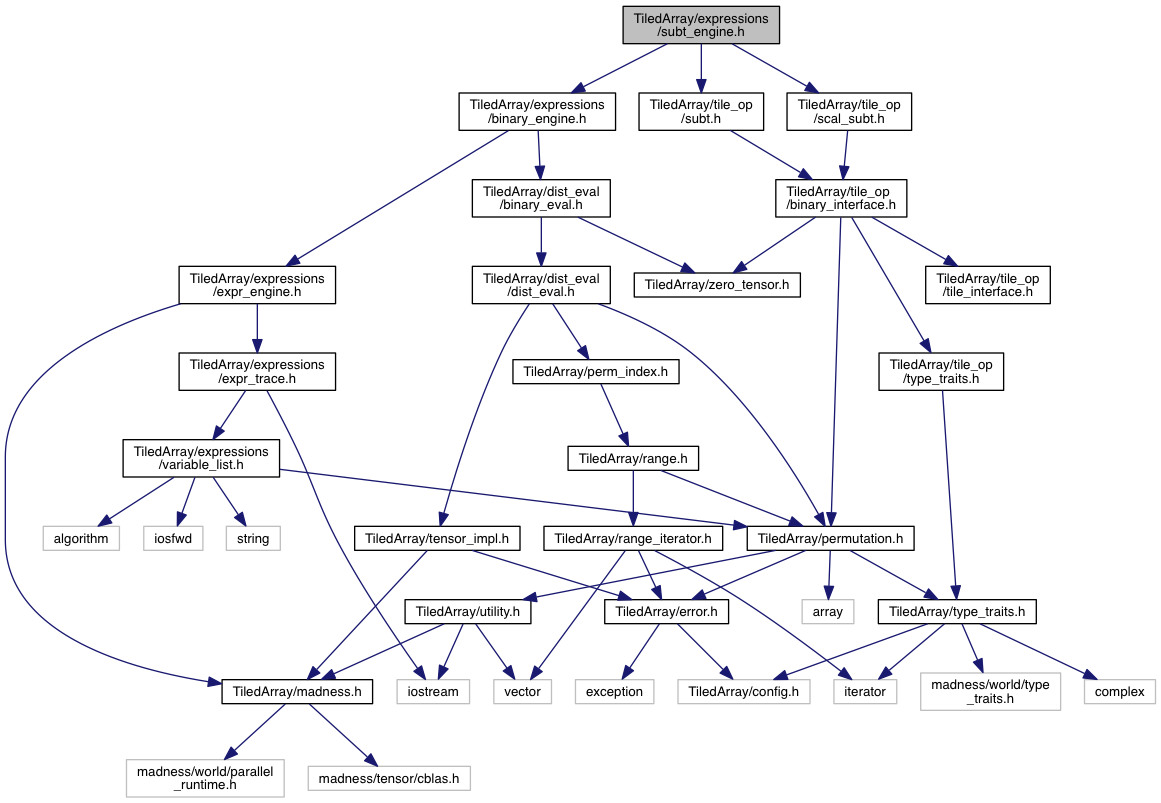 TiledArray/expressions
/subt_engine.h
TiledArray/expressions
/binary_engine.h
TiledArray/tile_op
/subt.h
TiledArray/tile_op
/scal_subt.h
TiledArray/dist_eval
/binary_eval.h
TiledArray/tile_op
/binary_interface.h
TiledArray/expressions
/expr_engine.h
TiledArray/dist_eval
/dist_eval.h
TiledArray/zero_tensor.h
TiledArray/tile_op
/tile_interface.h
TiledArray/expressions
/expr_trace.h
TiledArray/perm_index.h
TiledArray/tile_op
/type_traits.h
TiledArray/expressions
/variable_list.h
TiledArray/range.h
algorithm
iosfwd
string
TiledArray/tensor_impl.h
TiledArray/range_iterator.h
TiledArray/permutation.h
TiledArray/utility.h
TiledArray/error.h
array
TiledArray/type_traits.h
TiledArray/madness.h
iostream
vector
exception
TiledArray/config.h
iterator
madness/world/type
_traits.h
complex
madness/world/parallel
_runtime.h
madness/tensor/cblas.h